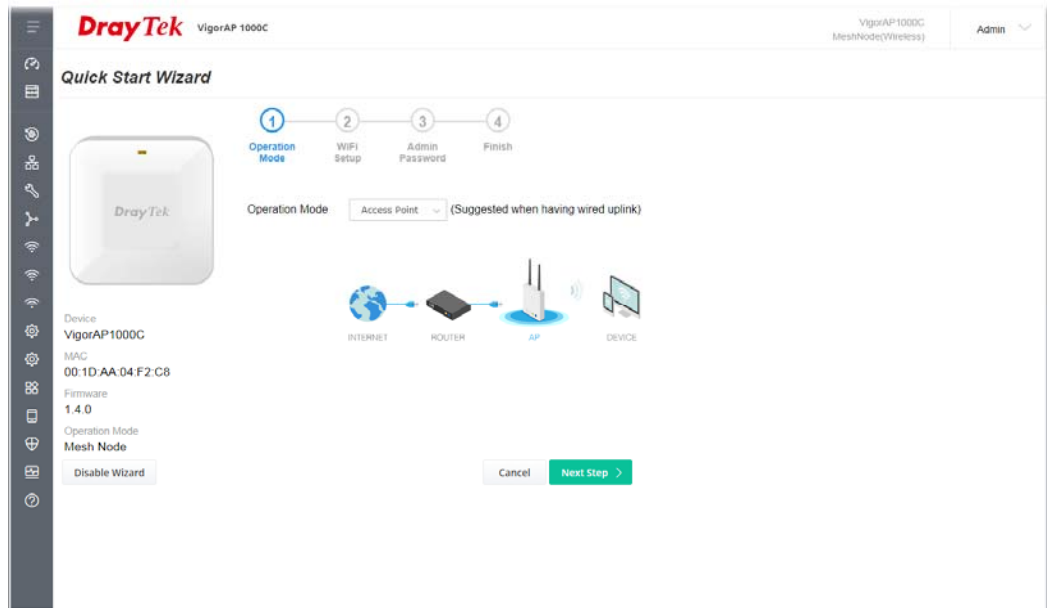 DrayTek VigorAP 1000C
VigorAP1000C
MeshNode(Wireless)
Admin
Quick Start Wizard
1 2 3 4
Operation Mode
WiFi Setup
Admin Password
Finish
DrayTek
Operation Mode Access Point (Suggested when having wired uplink)
INTERNET ROUTER AP DEVICE
Device
VigorAP1000C
MAC
00:1D:AA:04:F2:C8
Firmware
1.4.0
Operation Mode
Mesh Node
Disable Wizard Cancel Next Step